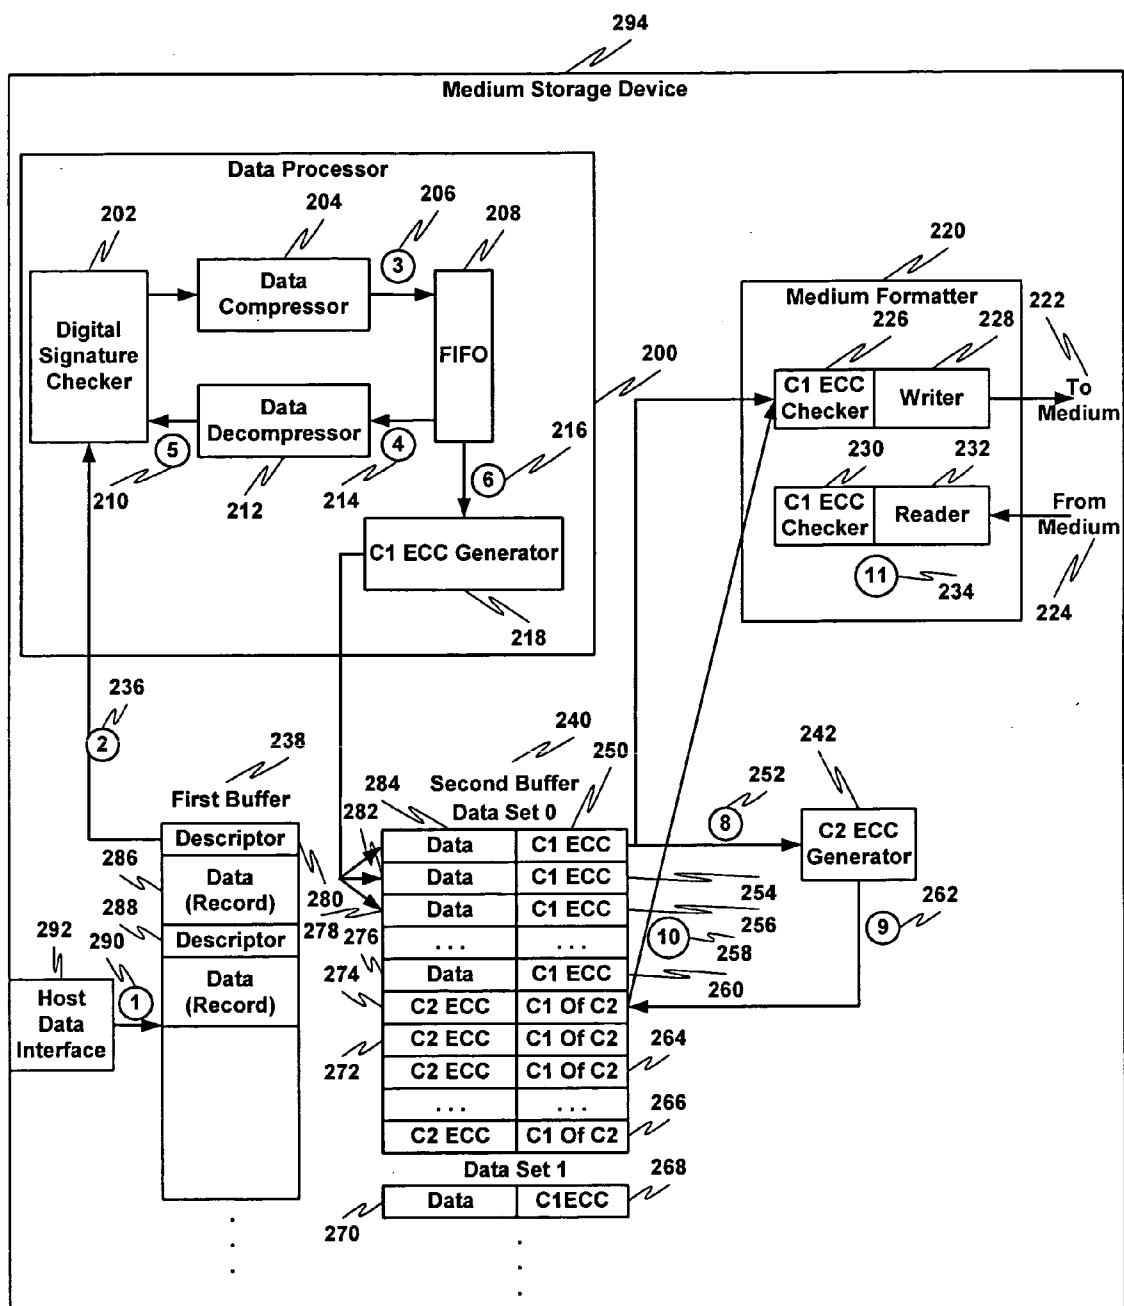 294
Medium Storage Device
Data Processor
202
204
206
208
3
Data
Compressor
Digital
Signature
Checker
FIFO
Data
Decompressor
5
4
210
212
214
6
216
200
C1 ECC Generator
218
220
Medium Formatter
222
226
228
C1 ECC
Checker
Writer
To
Medium
230
232
C1 ECC
Checker
Reader
From
Medium
11
234
224
236
2
238
First Buffer
Descriptor
286
Data
(Record)
280
288
Descriptor
292
290
Data
(Record)
1
Host
Data
Interface
240
250
284
Second Buffer
Data Set 0
282
Data C1 ECC
Data C1 ECC
278
Data C1 ECC
276
. . . . . .
274
Data C1 ECC
C2 ECC C1 Of C2
272
C2 ECC C1 Of C2
C2 ECC C1 Of C2
. . . . . .
C2 ECC C1 Of C2
252
8
242
C2 ECC
Generator
254
256
10
258
260
9
262
264
266
Data Set 1
268
Data C1ECC
270